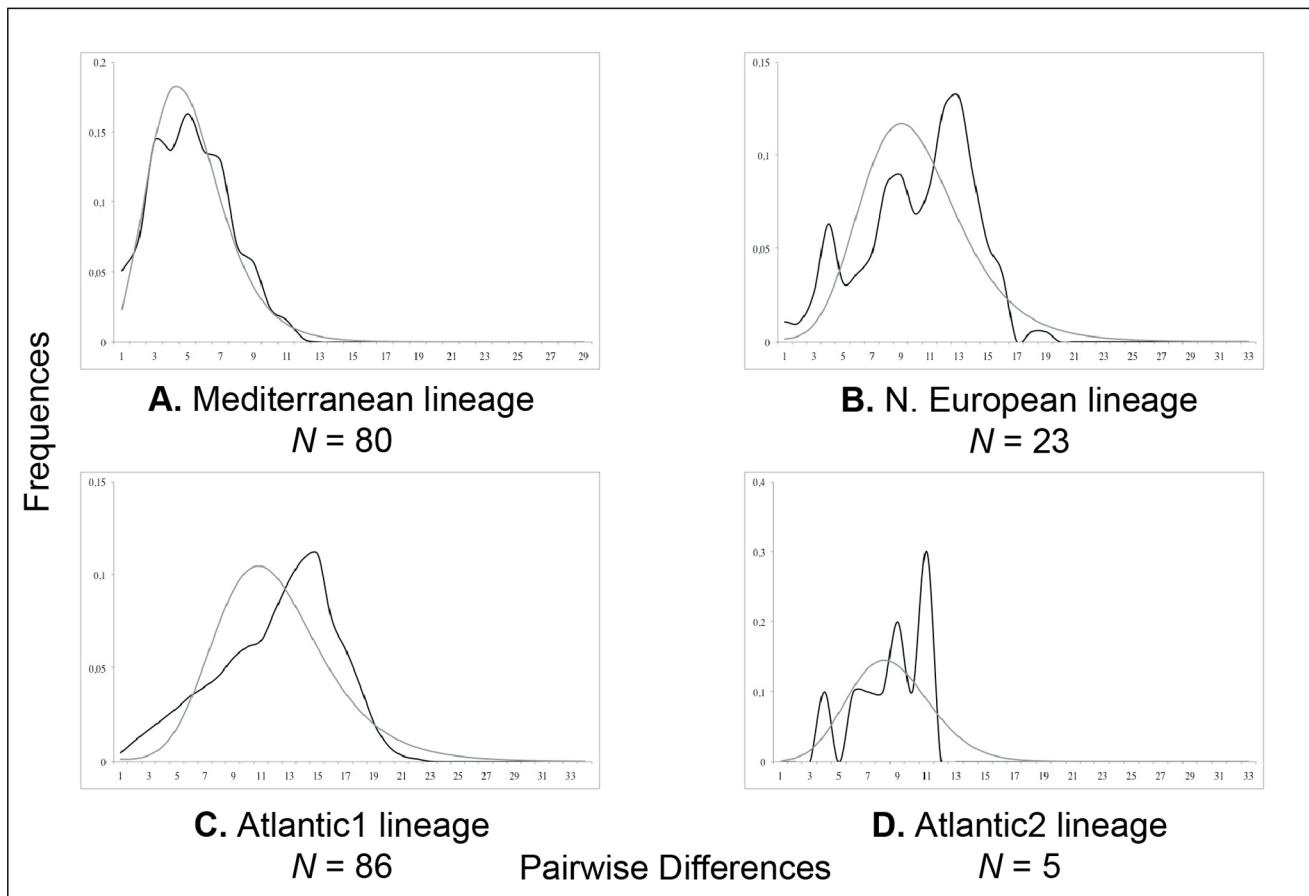 Frequencies
0,2
0,15
0,1
0,05
0
1 3 5 7 9 11 13 15 17 19 21 23 25 27 29
A. Mediterranean lineage
N = 80
0,15
0,1
0,05
0
1 3 5 7 9 11 13 15 17 19 21 23 25 27 29 31 33
B. N. European lineage
N = 23
0,15
0,1
0,05
0
1 3 5 7 9 11 13 15 17 19 21 23 25 27 29 31 33
C. Atlantic1 lineage
N = 86
0,4
0,3
0,2
0,1
0
1 3 5 7 9 11 13 15 17 19 21 23 25 27 29 31 33
D. Atlantic2 lineage
N = 5
Pairwise Differences